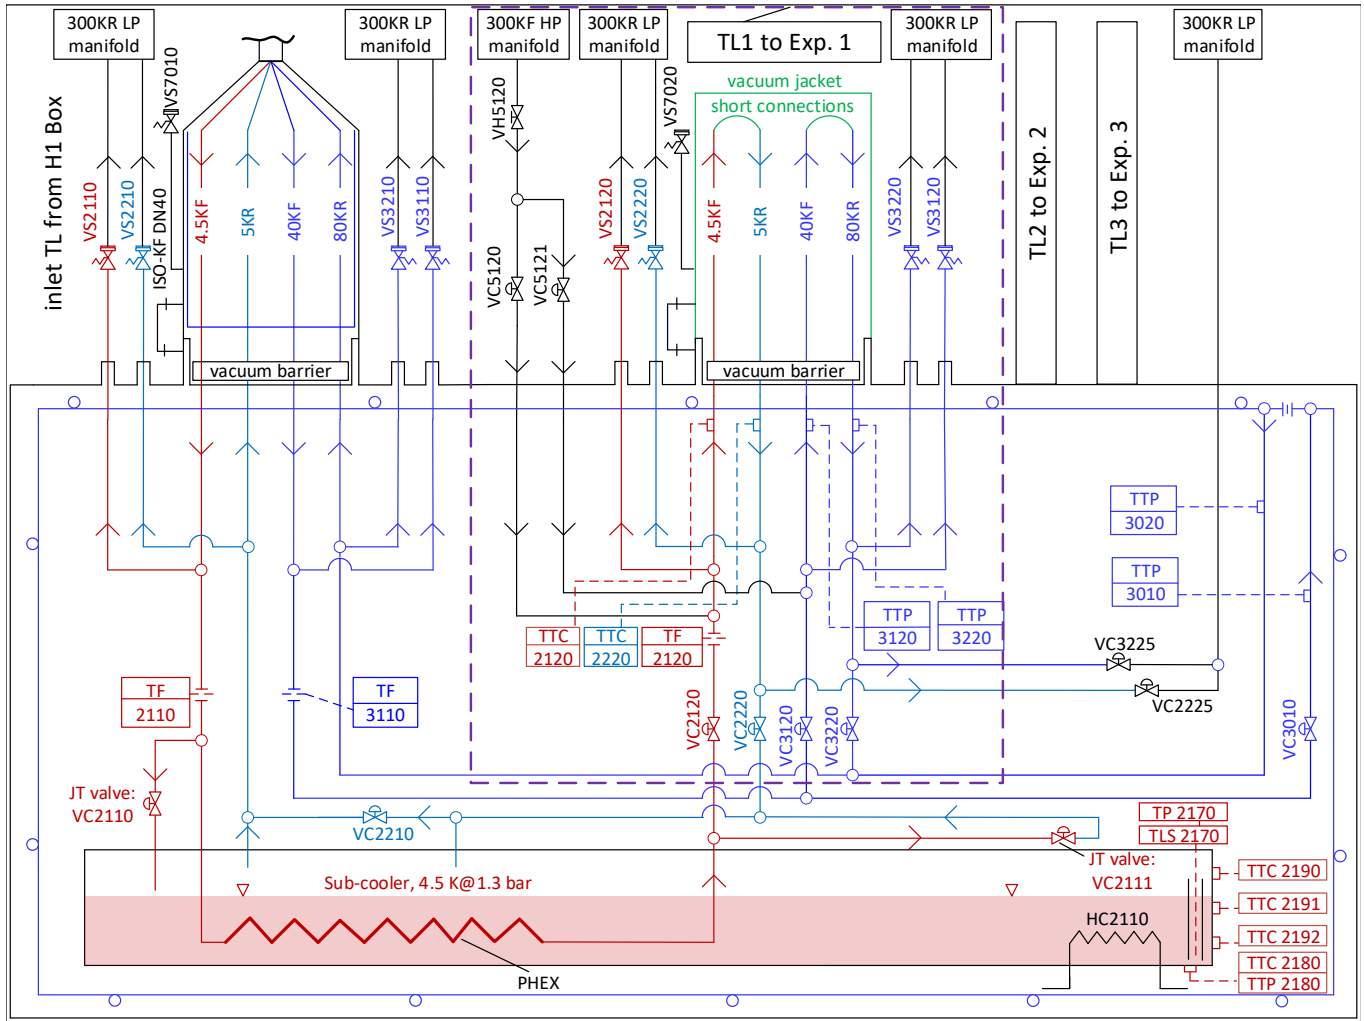 300KR LP
manifold
300KR LP
manifold
300KF HP
manifold
300KR LP
manifold
TL1 to Exp. 1
300KR LP
manifold
300KR LP
manifold
inlet TL from H1 Box
VS7010
ISO-KF DN40
VS2110
VS2210
4.5KF
5KR
40KF
80KR
VS3210
VS3110
VH5120
VC5120
VC5121
VS2120
VS2220
VS7020
vacuum jacket
short connections
4.5KF
5KR
40KF
80KR
VS3220
VS3120
TL2 to Exp. 2
TL3 to Exp. 3
vacuum barrier
vacuum barrier
TTP
3020
TTP
3010
TTC
2120
TTC
2220
TF
2120
TTP
3120
TTP
3220
VC3225
VC2225
TF
2110
TF
3110
VC2120
VC2220
VC3120
VC3220
VC3010
JT valve:
VC2110
VC2210
TP 2170
TLS 2170
JT valve:
VC2111
Sub-cooler, 4.5 K@1.3 bar
HC2110
PHEX
TTC 2190
TTC 2191
TTC 2192
TTC 2180
TTP 2180